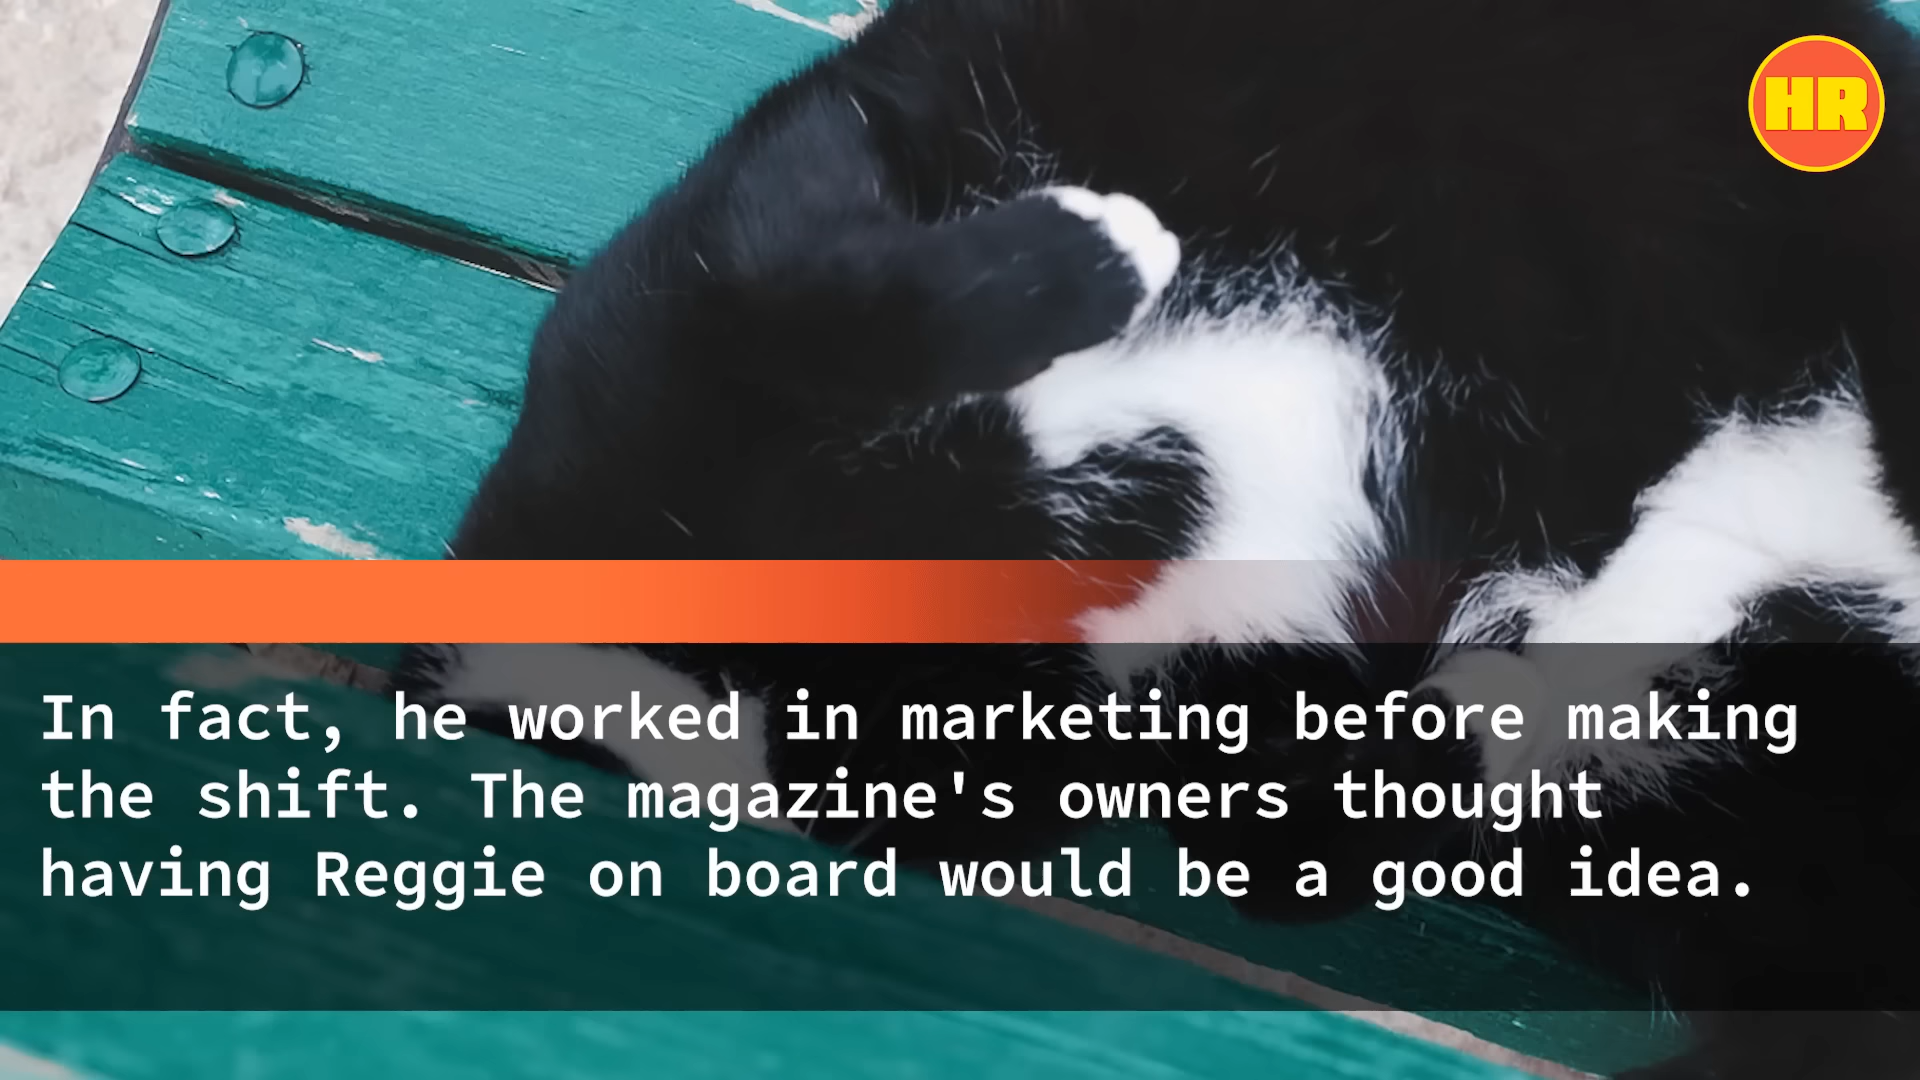 HR
In fact, he worked in marketing before making
the shift. The magazine's owners thought
having Reggie on board would be a good idea.